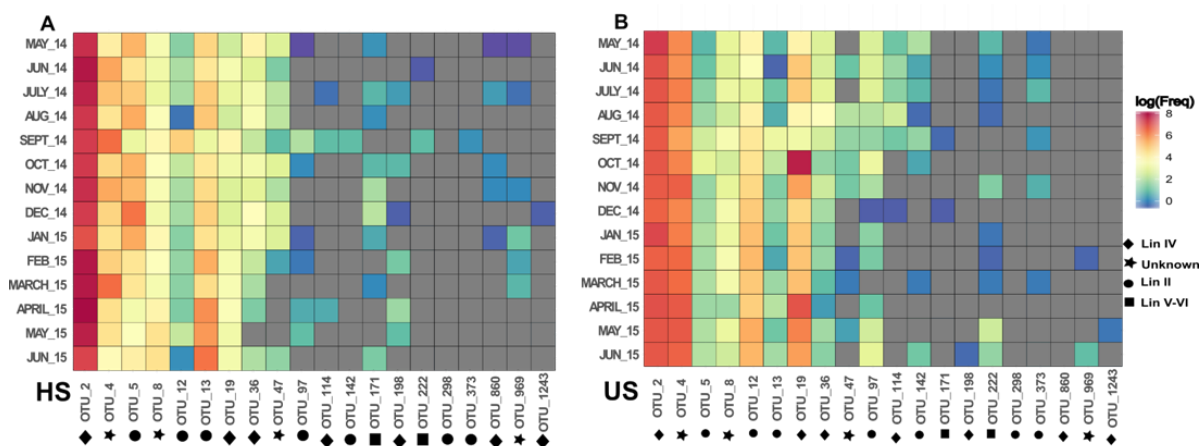 A
MAY_14
JUN_14
JULY_14
AUG_14
SEPT_14
OCT_14
NOV_14
DEC_14
JAN_15
FEB_15
MARCH_15
APRIL_15
MAY_15
JUN_15
HS
OTU_2
OTU_4
OTU_5
OTU_8
OTU_12
OTU_13
OTU_19
OTU_36
OTU_47
OTU_97
OTU_114
OTU_142
OTU_171
OTU_198
OTU_222
OTU_298
OTU_373
OTU_860
OTU_969
OTU_1243
B
MAY_14
JUN_14
JULY_14
AUG_14
SEPT_14
OCT_14
NOV_14
DEC_14
JAN_15
FEB_15
MARCH_15
APRIL_15
MAY_15
JUN_15
US
OTU_2
OTU_4
OTU_5
OTU_8
OTU_12
OTU_13
OTU_19
OTU_36
OTU_47
OTU_97
OTU_114
OTU_142
OTU_171
OTU_198
OTU_222
OTU_298
OTU_373
OTU_860
OTU_969
OTU_1243
log(Freq)
8
6
4
2
0
Lin IV
Unknown
Lin II
Lin V-VI